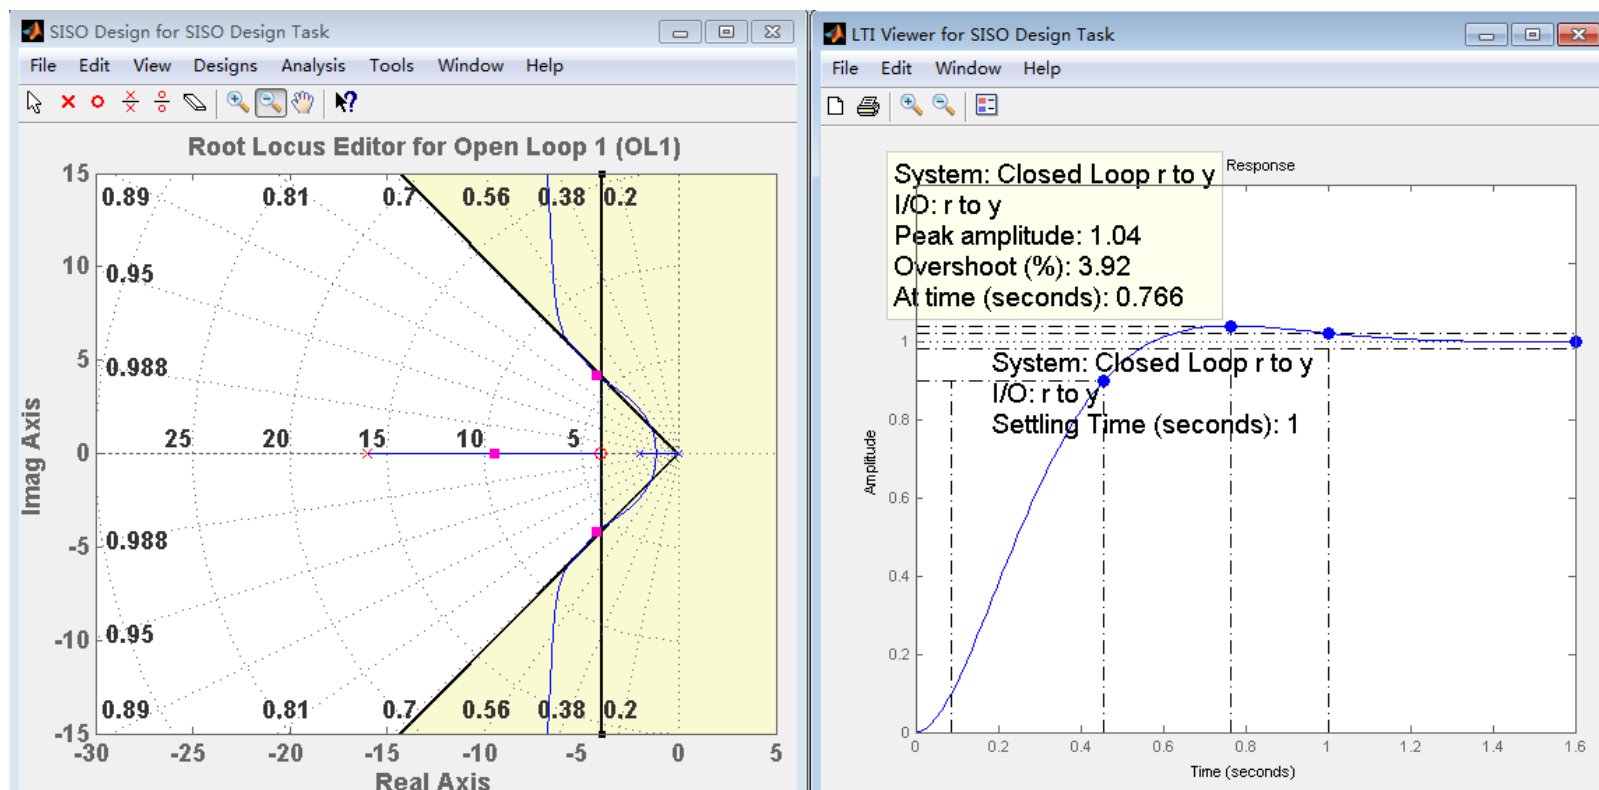 SISO Design for SISO Design Task
File Edit View Designs Analysis Tools Window Help
Root Locus Editor for Open Loop 1 (OL1)
15
0.89 0.81 0.7 0.56 0.38 0.2
10
0.95
5
0.988
25 20 15 10 5
0
-5
0.988
-10
0.95
0.89 0.81 0.7 0.56 0.38 0.2
-15
-30 -25 -20 -15 -10 -5 0 5
Real Axis
Imag Axis
LTI Viewer for SISO Design Task
File Edit Window Help
Response
System: Closed Loop r to y
I/O: r to y
Peak amplitude: 1.04
Overshoot (%): 3.92
At time (seconds): 0.766
System: Closed Loop r to y
I/O: r to y
Settling Time (seconds): 1
1
0.8
0.6
0.4
0.2
0
0 0.2 0.4 0.6 0.8 1 1.2 1.4 1.6
Time (seconds)
Amplitude